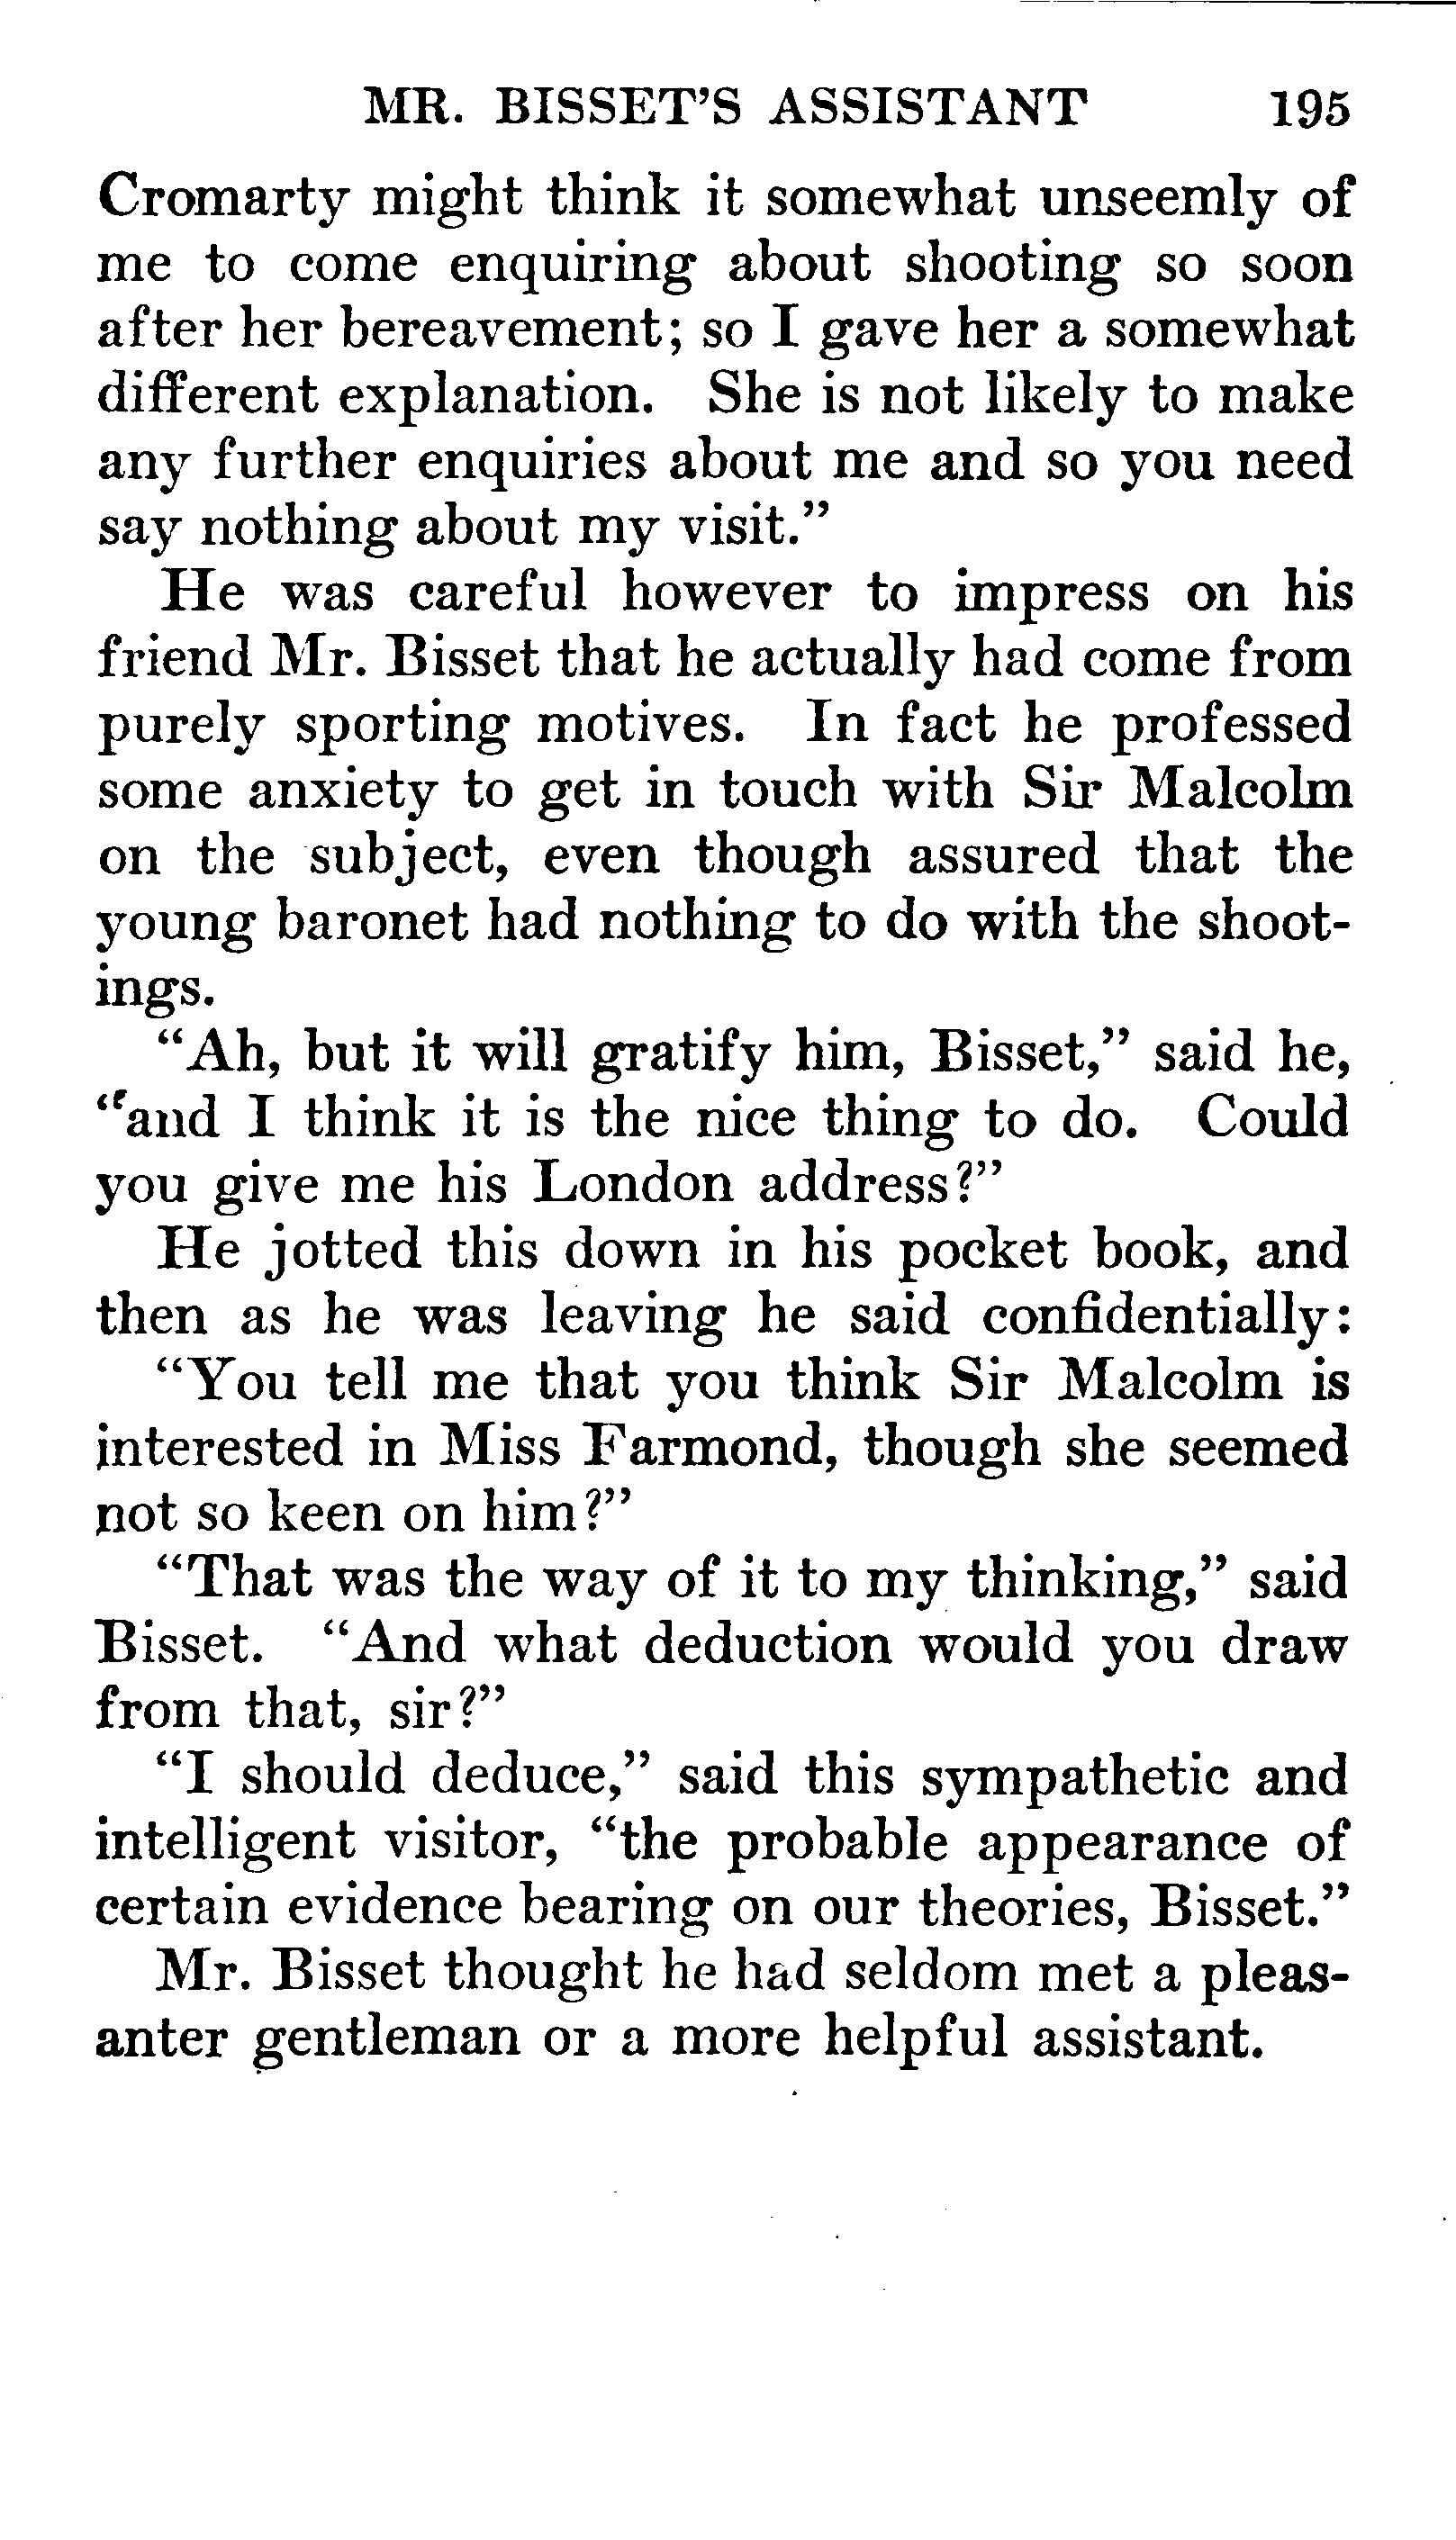 MR. BISSET'S ASSISTANT 195
Cromarty might think it somewhat unseemly of
me to come enquiring about shooting so soon
after her bereavement; so I gave her a somewhat
different explanation. She is not likely to make
any further enquiries about me and so you need
say nothing about my visit."
He was careful however to impress on his
friend Mr. Bisset that he actually had come from
purely sporting motives. In fact he professed
some anxiety to get in touch with Sir Malcolm
on the subject, even though assured that the
young baronet had nothing to do with the shoot-
ings.
"Ah, but it will gratify him, Bisset," said he,
"and I think it is the nice thing to do. Could
you give me his London address?"
He jotted this down in his pocket book, and
then as he was leaving he said confidentially:
"You tell me that you think Sir Malcolm is
interested in Miss Farmond, though she seemed
not so keen on him?"
"That was the way of it to my thinking," said
Bisset. "And what deduction would you draw
from that, sir?"
"I should deduce," said this sympathetic and
intelligent visitor, "the probable appearance of
certain evidence bearing on our theories, Bisset."
Mr. Bisset thought he had seldom met a pleas-
anter gentleman or a more helpful assistant.